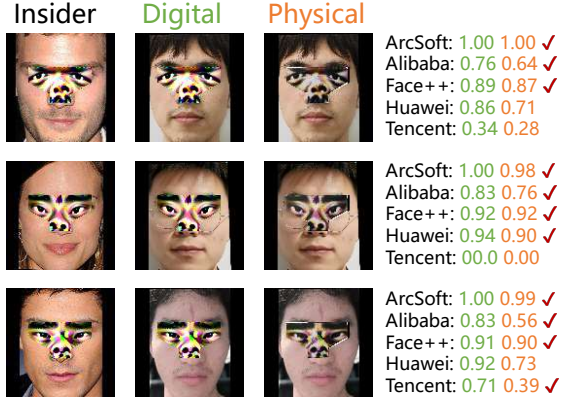 Insider Digital Physical
ArcSoft: 1.00 1.00 ✓
Alibaba: 0.76 0.64 ✓
Face++: 0.89 0.87 ✓
Huawei: 0.86 0.71
Tencent: 0.34 0.28
ArcSoft: 1.00 0.98 ✓
Alibaba: 0.83 0.76 ✓
Face++: 0.92 0.92 ✓
Huawei: 0.94 0.90 ✓
Tencent: 00.0 0.00
ArcSoft: 1.00 0.99 ✓
Alibaba: 0.83 0.56 ✓
Face++: 0.91 0.90 ✓
Huawei: 0.92 0.73
Tencent: 0.71 0.39 ✓